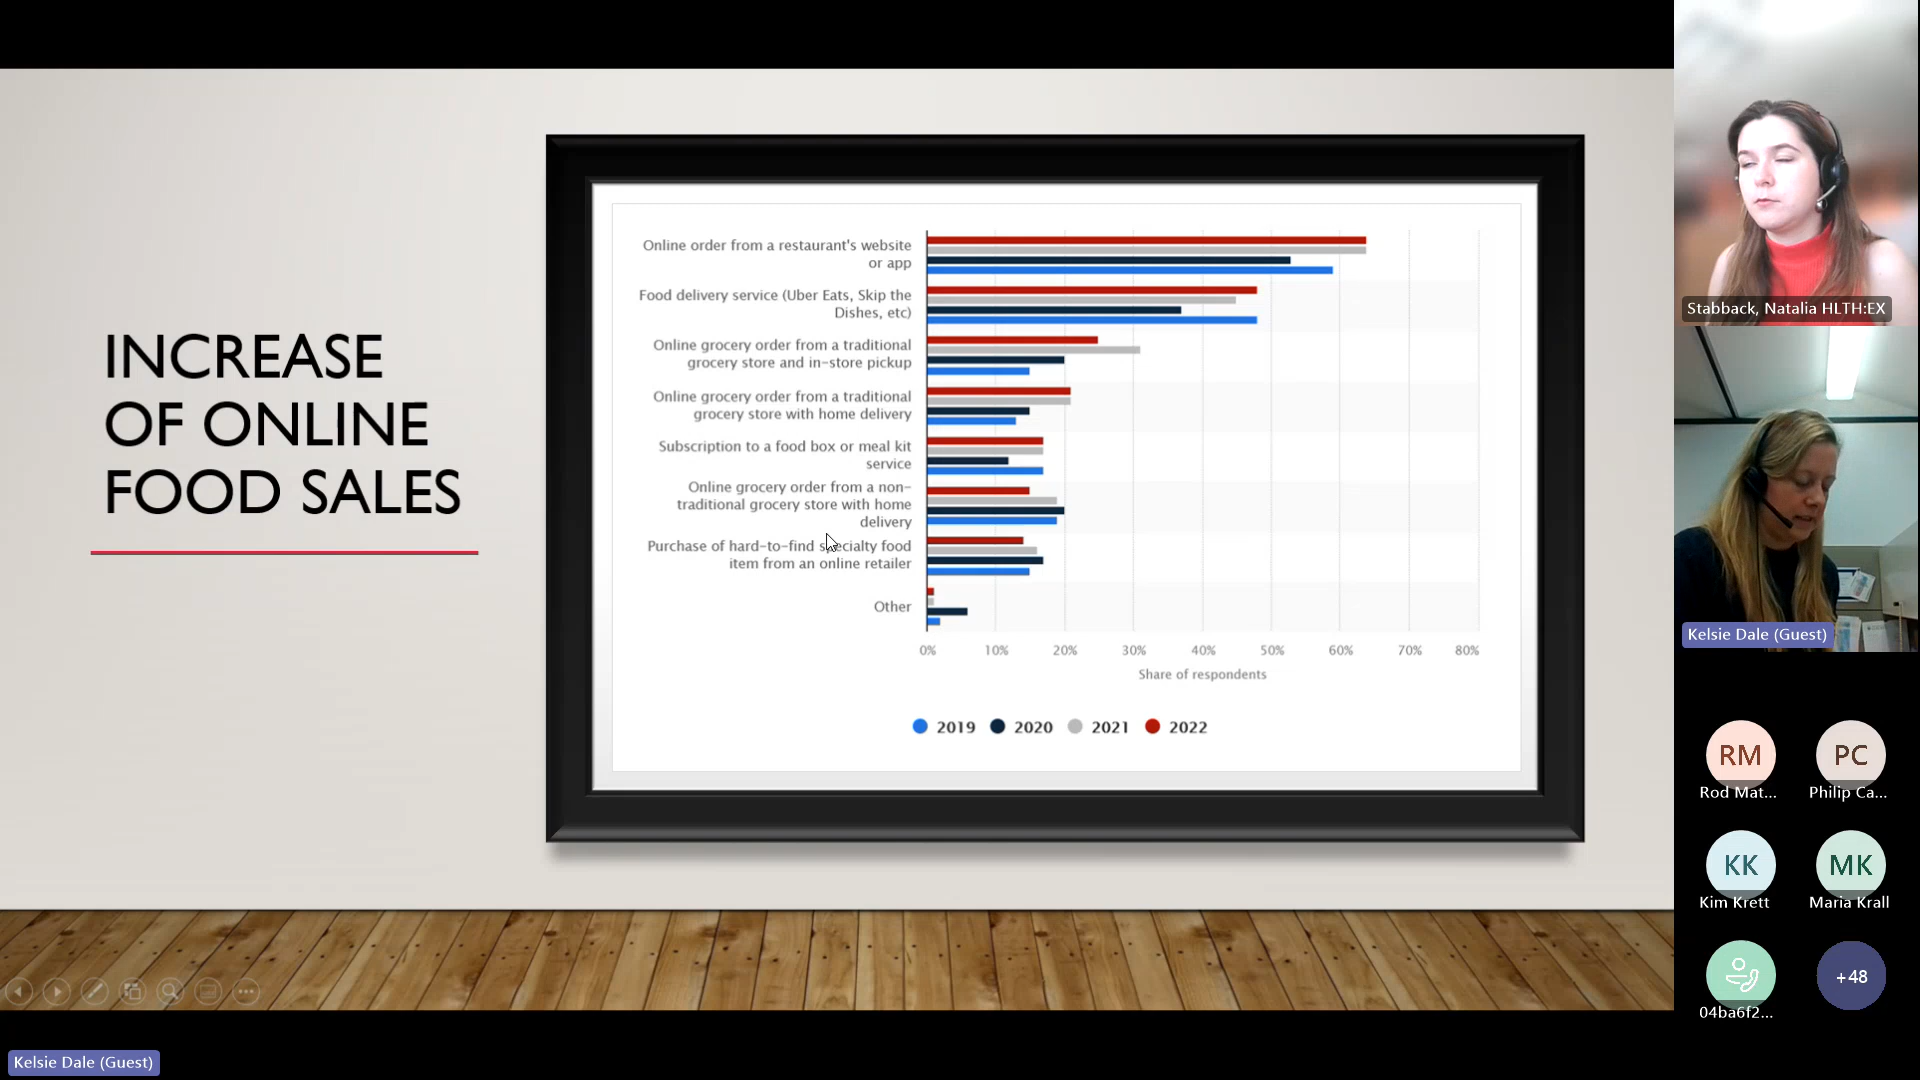 INCREASE
OF ONLINE
FOOD SALES
Online order from a restaurant's website
or app
Food delivery service (Uber Eats, Skip the
Dishes, etc)
Online grocery order from a traditional
grocery store and in-store pickup
Online grocery order from a traditional
grocery store with home delivery
Subscription to a food box or meal kit
service
Online grocery order from a non-
traditional grocery store with home
delivery
Purchase of hard-to-find specialty food
item from an online retailer
Other
0% 10% 20% 30% 40% 50% 60% 70% 80%
Share of respondents
2019 2020 2021 2022
Stabback, Natalia HLTH:EX
Kelsie Dale (Guest)
RM PC
Rod Mat... Philip Ca...
KK MK
Kim Krett Maria Krall
+48
04ba6f2...
Kelsie Dale (Guest)